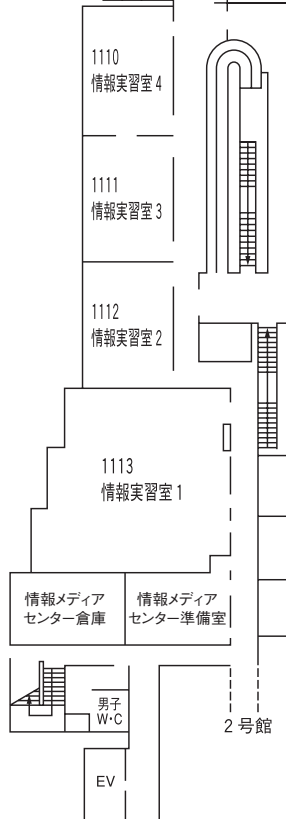 1110
情報実習室4
1111
情報実習室3
1112
情報実習室2
1113
情報実習室1
情報メディア
センター倉庫
情報メディア
センター準備室
男子
W·C
2号館
EV